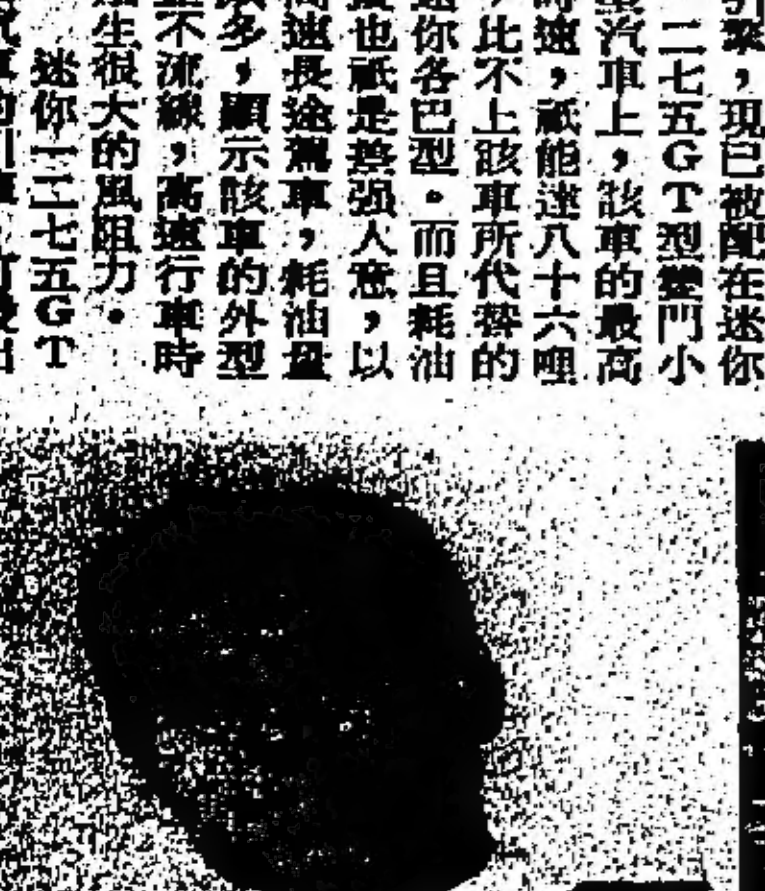 引擎，現已被配在迷你
二七五GT型雙門小
型汽車上，該車的最高
時速，祇能達八十六哩
，比不上該車所代替的
迷你各巴型。而且耗油
也祇是差强人意，以
高速長途駕車，耗油量
多，顯示該車的外型
不流線，高速行車時
生很大的風阻力。
迷你一二七五GT